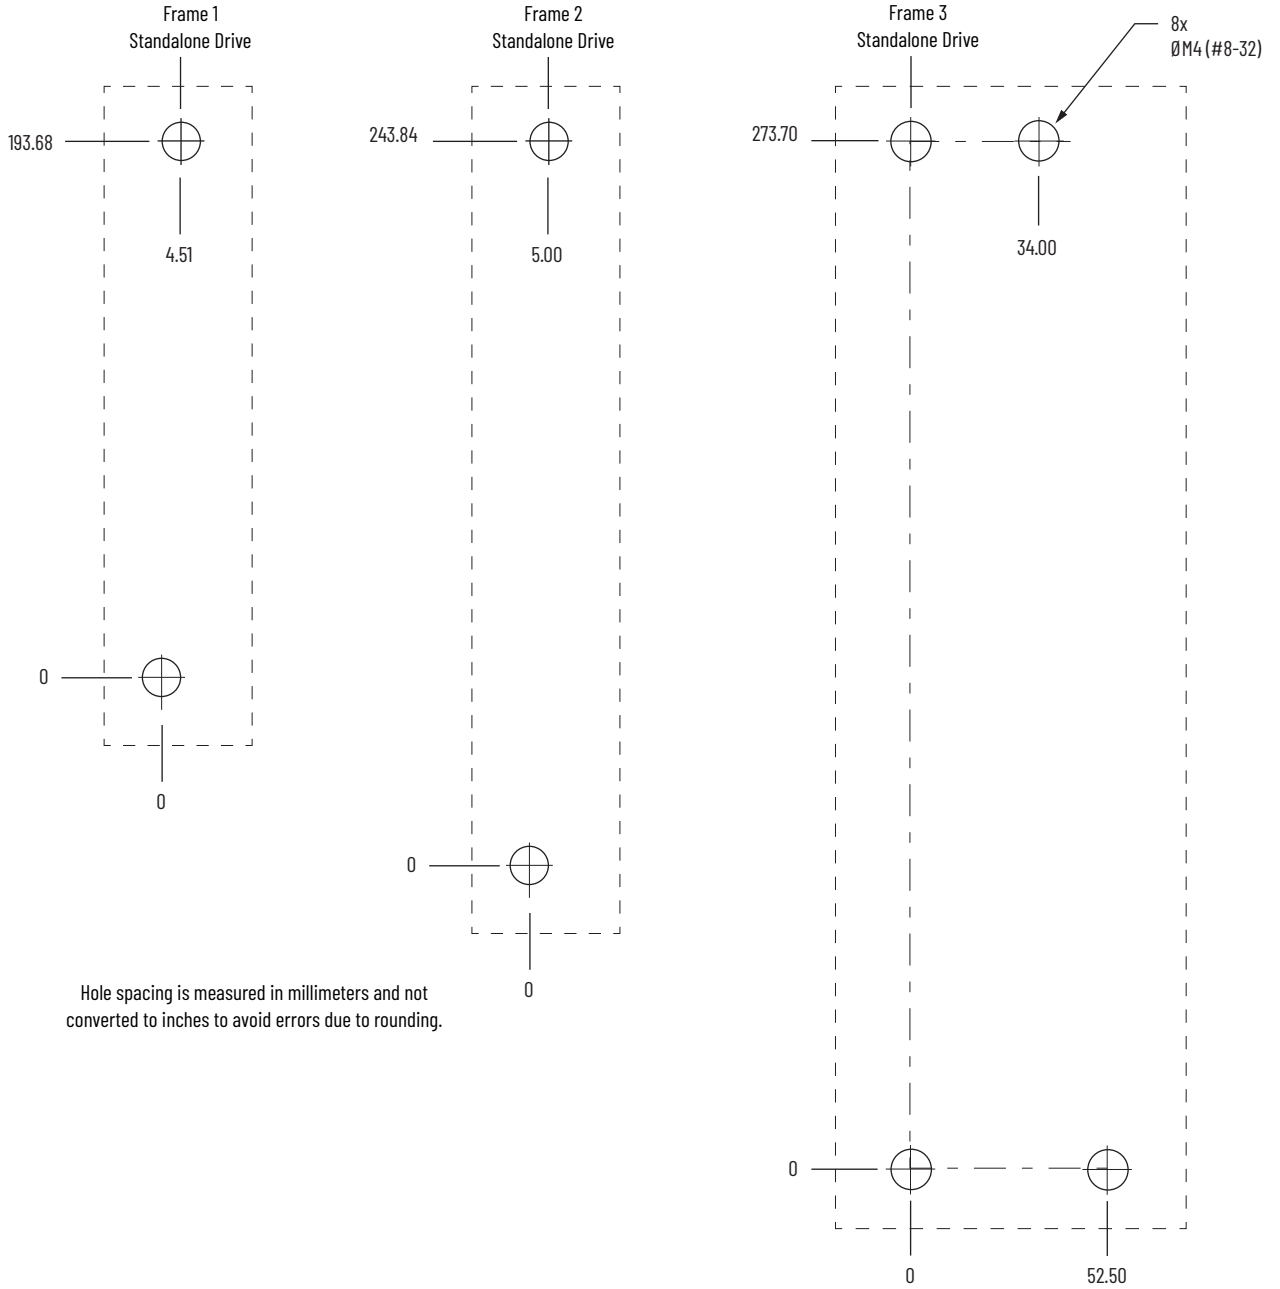 Frame 1
Standalone Drive
Frame 2
Standalone Drive
Frame 3
Standalone Drive
8x
ØM4 (#8-32)
193.68
243.84
273.70
4.51
5.00
34.00
0
0
0
0
Hole spacing is measured in millimeters and not
converted to inches to avoid errors due to rounding.
0
0
52.50